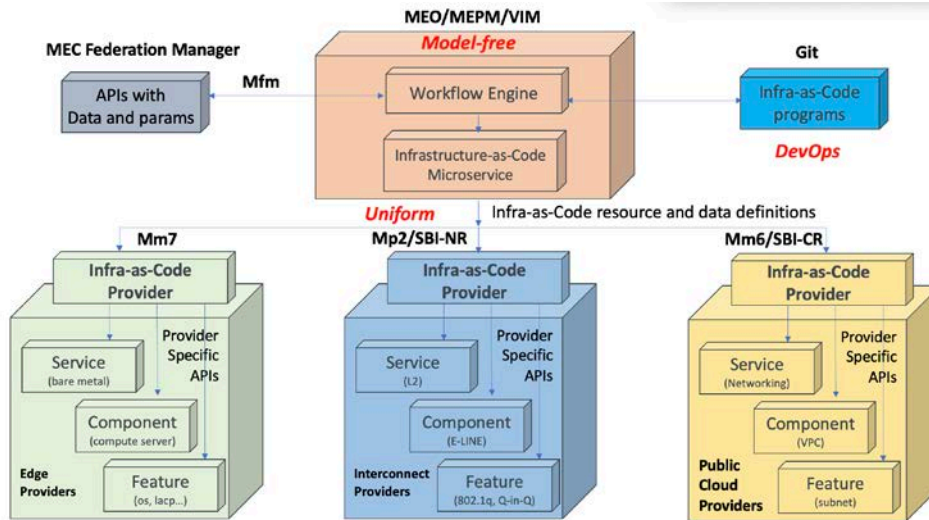 MEO/MEPM/VIM
Model-free
MEC Federation Manager
Git
Mfm
APIs with
Data and params
Workflow Engine
Infra-as-Code
programs
Infrastructure-as-Code
Microservice
DevOps
Uniform
Infra-as-Code resource and data definitions
Mm7
Mp2/SBI-NR
Mm6/SBI-CR
Infra-as-Code
Provider
Provider
Specific
APIs
Service
(bare metal)
Component
(compute server)
Feature
(os, lacp...)
Edge
Providers
Infra-as-Code
Provider
Provider
Specific
APIs
Service
(L2)
Component
(E-LINE)
Feature
(802.1q, Q-in-Q)
Interconnect
Providers
Infra-as-Code
Provider
Provider
Specific
APIs
Service
(Networking)
Component
(VPC)
Feature
(subnet)
Public
Cloud
Providers